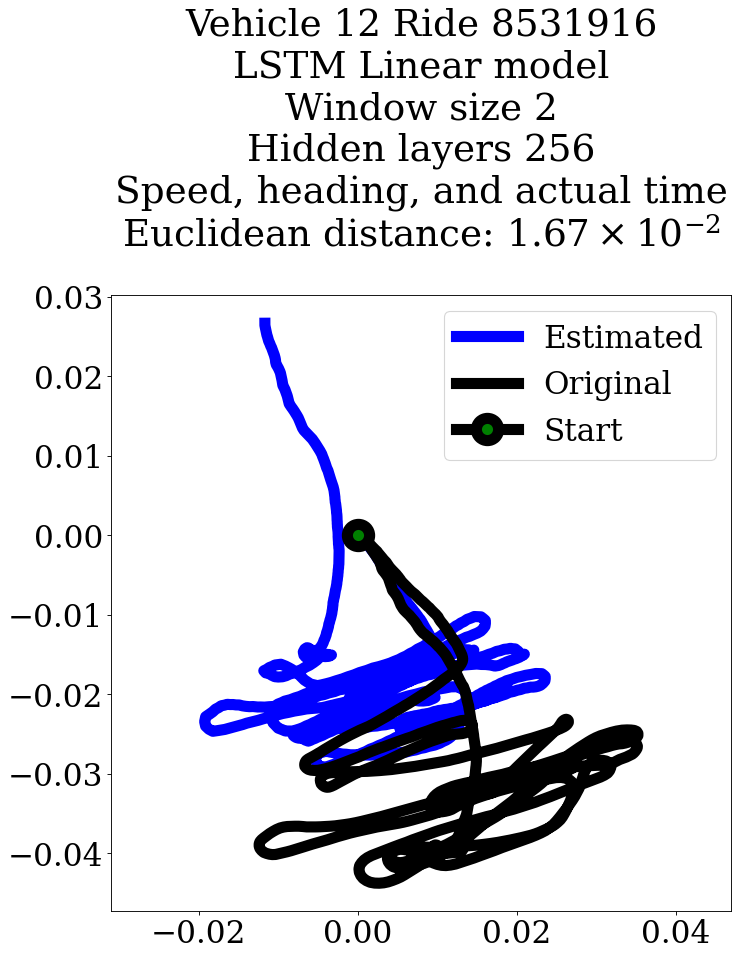 Vehicle 12 Ride 8531916
LSTM Linear model
Window size 2
Hidden layers 256
Speed, heading, and actual time
Euclidean distance: $1.67 \times 10^{-2}$
0.03
0.02
0.01
0.00
−0.01
−0.02
−0.03
−0.04
Estimated
Original
Start
−0.02
0.00
0.02
0.04